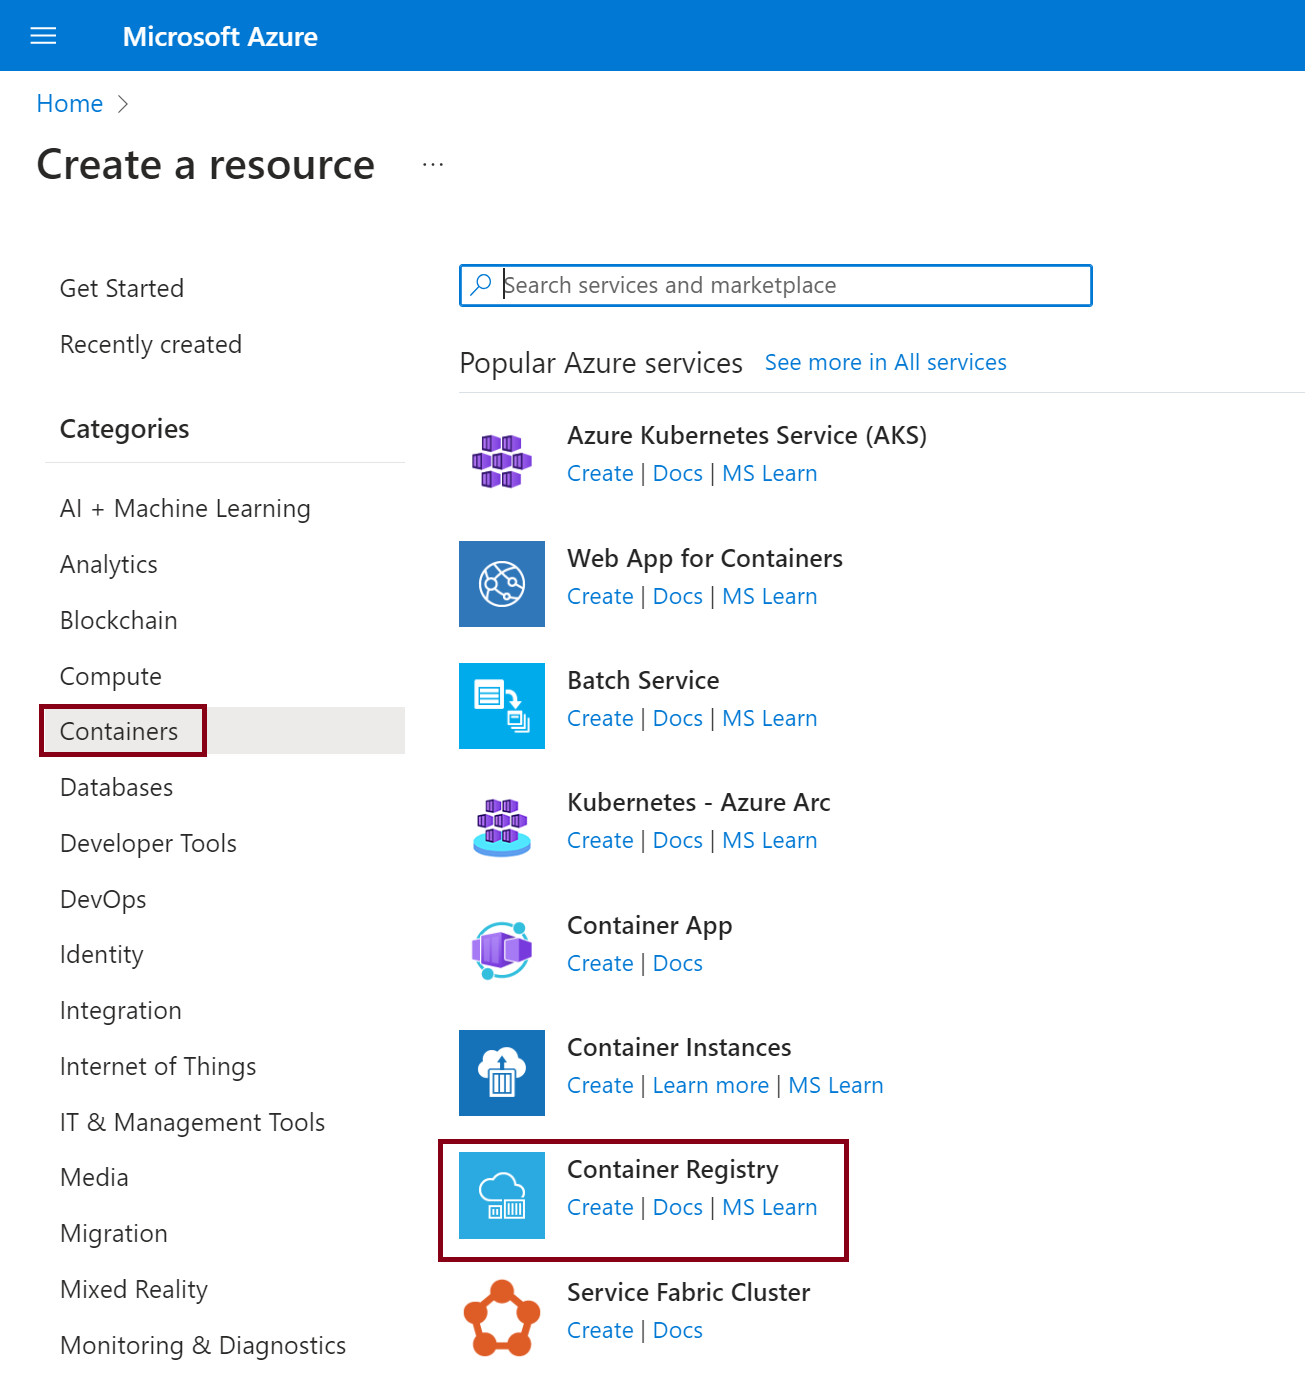 Microsoft Azure
Home
Create a resource ...
Get Started
Recently created
Categories
AI + Machine Learning
Analytics
Blockchain
Compute
Containers
Databases
Developer Tools
DevOps
Identity
Integration
Internet of Things
IT & Management Tools
Media
Migration
Mixed Reality
Monitoring & Diagnostics
Search services and marketplace
Popular Azure services See more in All services
Azure Kubernetes Service (AKS)
Create | Docs | MS Learn
Web App for Containers
Create | Docs | MS Learn
Batch Service
Create | Docs | MS Learn
Kubernetes - Azure Arc
Create | Docs | MS Learn
Container App
Create | Docs
Container Instances
Create | Learn more | MS Learn
Container Registry
Create | Docs | MS Learn
Service Fabric Cluster
Create | Docs